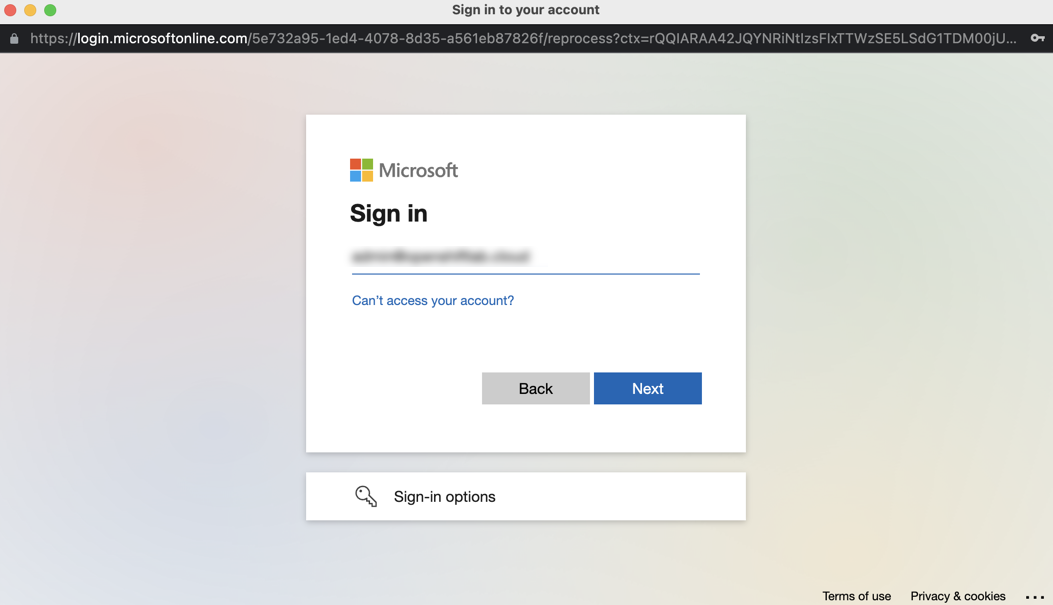 Sign in to your account
https://login.microsoftonline.com/5e732a95-1ed4-4078-8d35-a561eb87826f/reprocess?ctx=rQQIARAA42JQYNRiNtIzsFIxTTWzSE5LSdG1TDM00jU...
Microsoft
Sign in
Can't access your account?
Back Next
Sign-in options
Terms of use Privacy & cookies ...